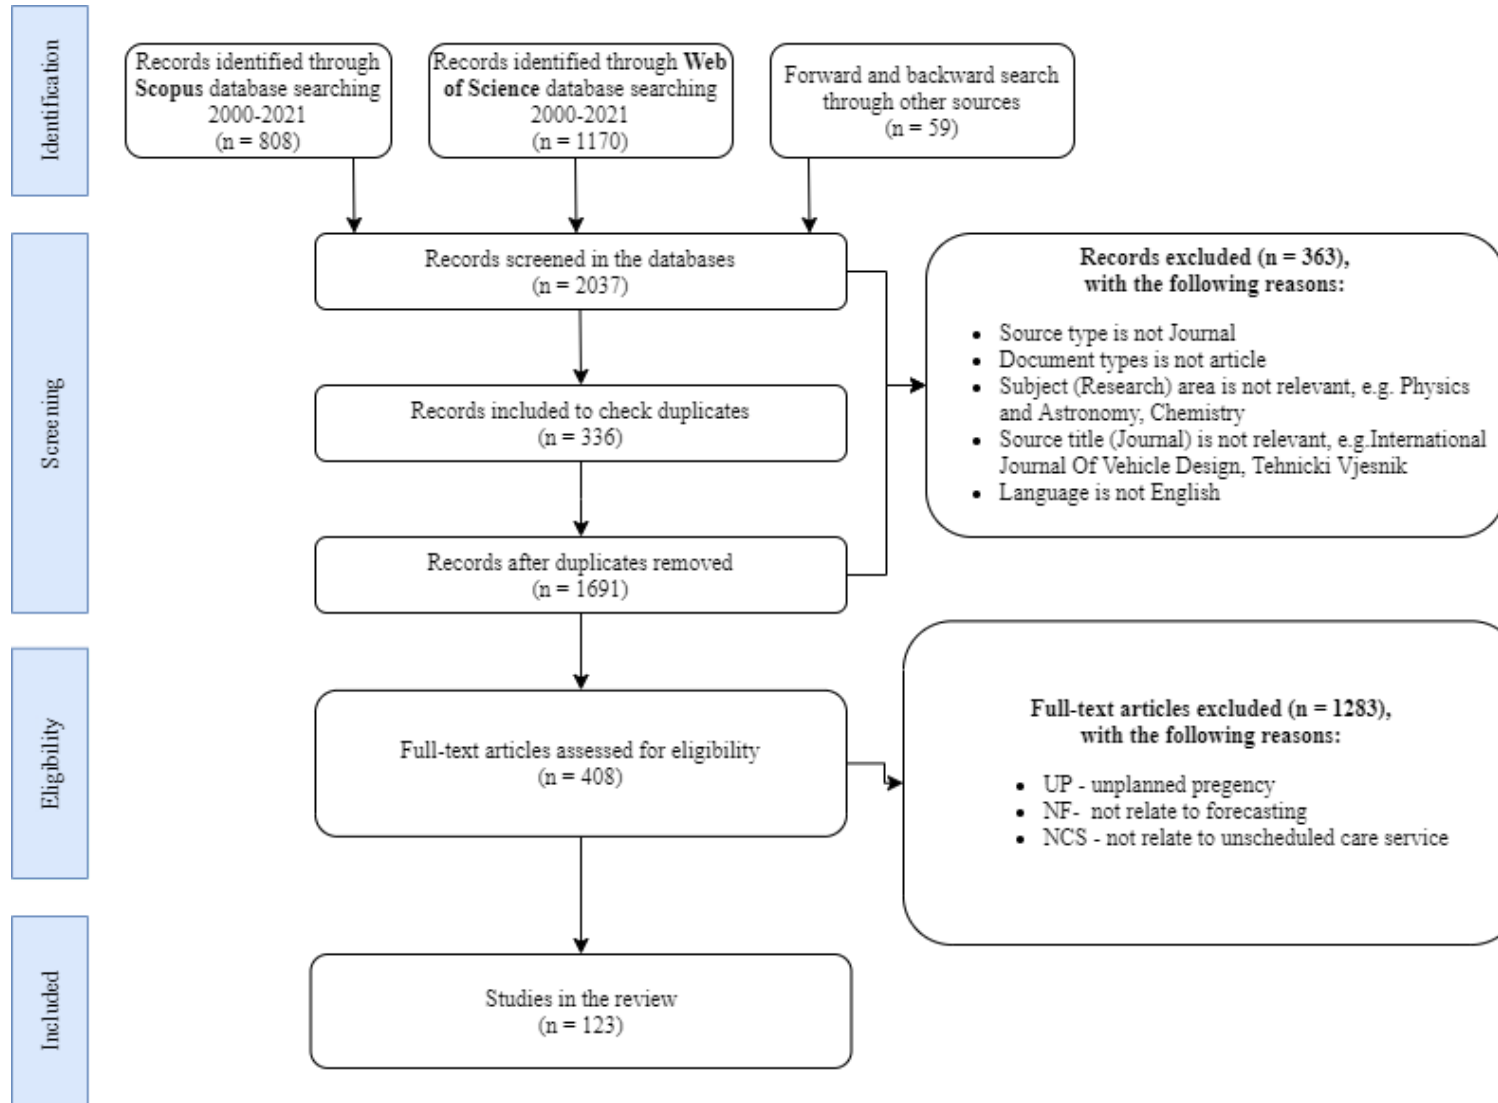 Identification
Records identified through
Scopus database searching
2000-2021
(n = 808)
Records identified through Web
of Science database searching
2000-2021
(n = 1170)
Forward and backward search
through other sources
(n = 59)
Screening
Records screened in the databases
(n = 2037)
Records excluded (n = 363),
with the following reasons:
• Source type is not Journal
• Document types is not article
• Subject (Research) area is not relevant, e.g. Physics
and Astronomy, Chemistry
• Source title (Journal) is not relevant, e.g.International
Journal Of Vehicle Design, Tehnicki Vjesnik
• Language is not English
Records included to check duplicates
(n = 336)
Records after duplicates removed
(n = 1691)
Eligibility
Full-text articles assessed for eligibility
(n = 408)
Full-text articles excluded (n = 1283),
with the following reasons:
• UP - unplanned pregency
• NF- not relate to forecasting
• NCS - not relate to unscheduled care service
Included
Studies in the review
(n = 123)